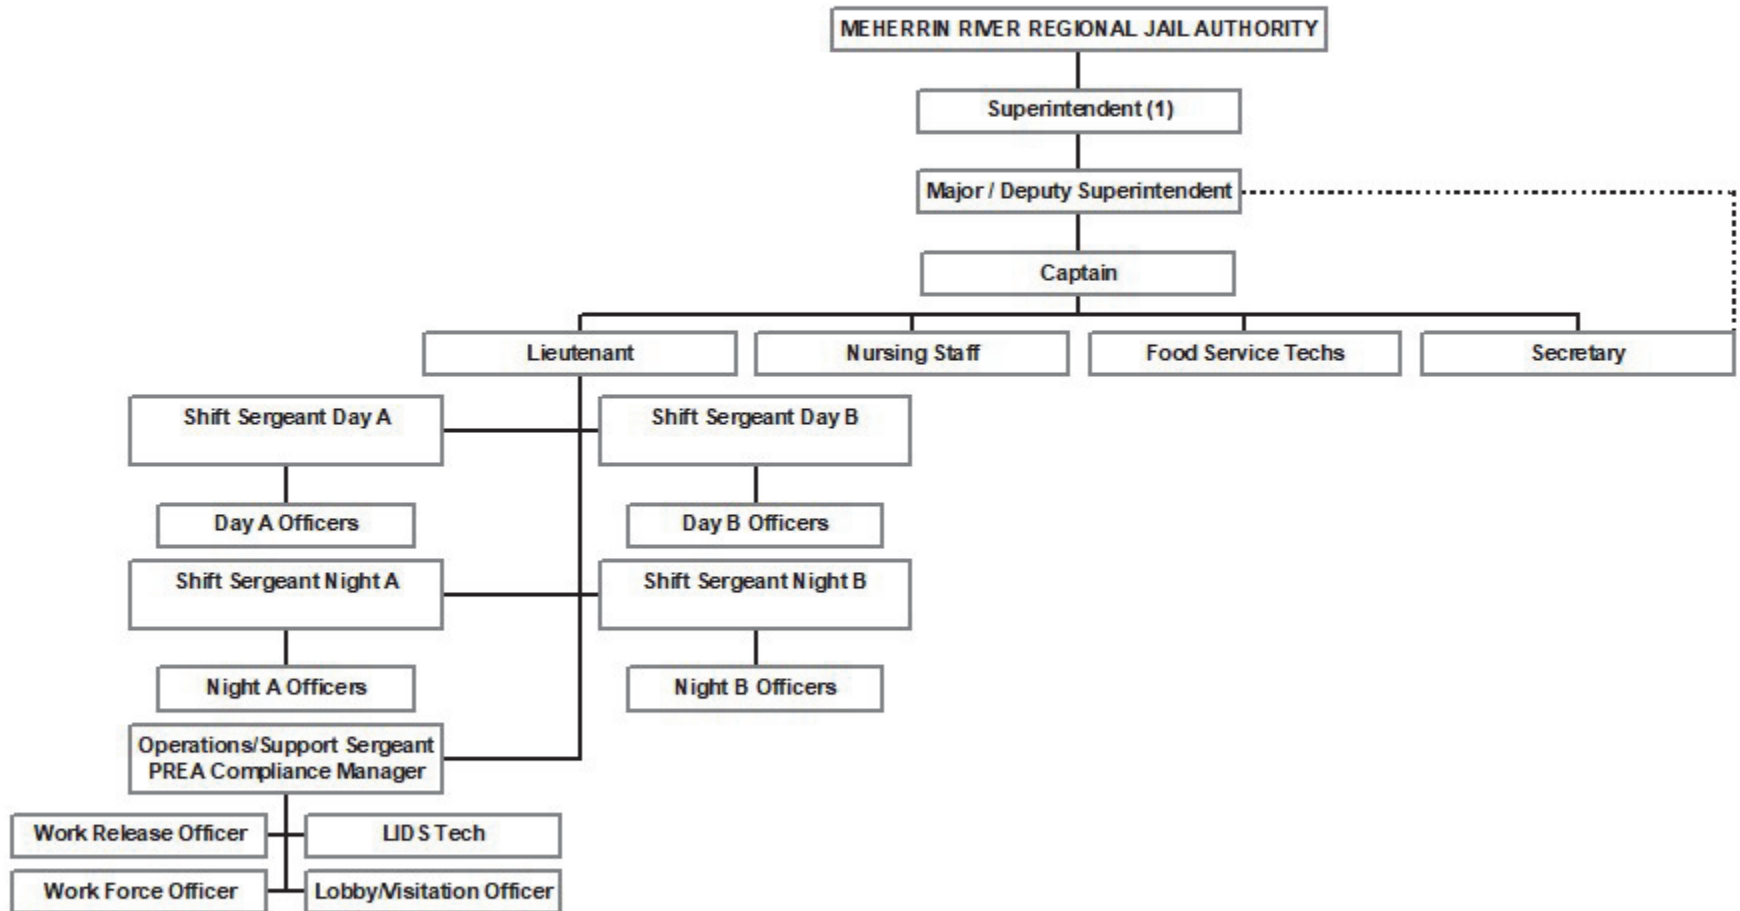 MEHERRIN RIVER REGIONAL JAIL AUTHORITY
Superintendent (1)
Major / Deputy Superintendent
Captain
Lieutenant
Nursing Staff
Food Service Techs
Secretary
Shift Sergeant Day A
Shift Sergeant Day B
Day A Officers
Day B Officers
Shift Sergeant Night A
Shift Sergeant Night B
Night A Officers
Night B Officers
Operations/Support Sergeant
PREA Compliance Manager
Work Release Officer
LIDS Tech
Work Force Officer
Lobby/Visitation Officer